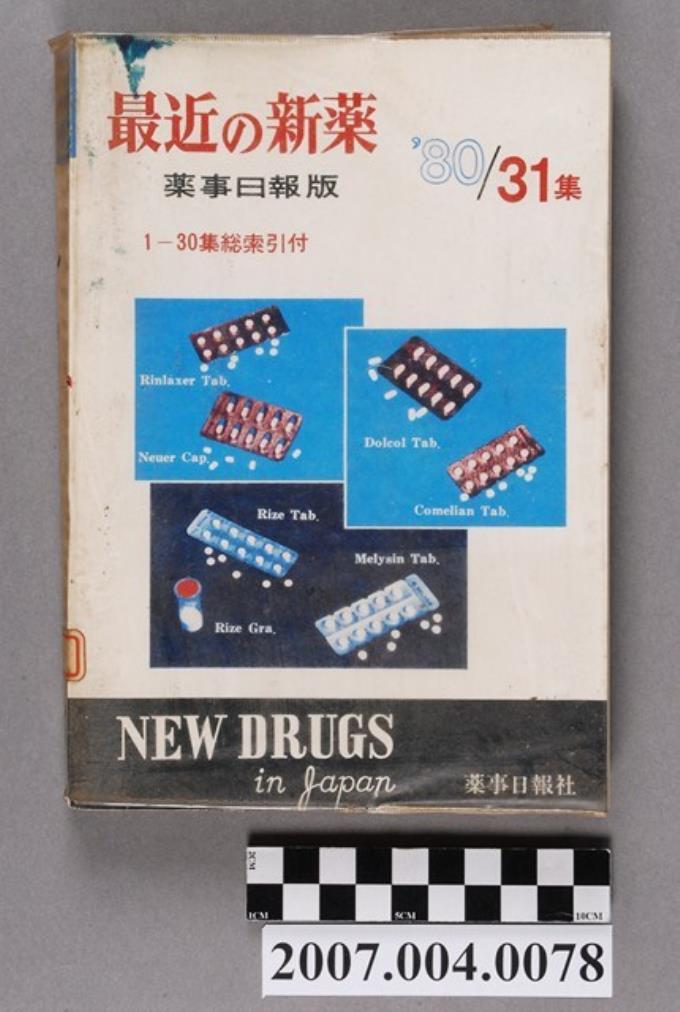 最近の新薬
'80/31集
薬事日報版
1-30集総索引付
Rinlaxer Tab.
Neuer Cap.
Dolcol Tab.
Comelian Tab.
Rize Tab.
Melysin Tab.
Rize Gra.
NEW DRUGS
in Japan
薬事日報社
2CM
1CM
5CM
10CM
2007.004.0078